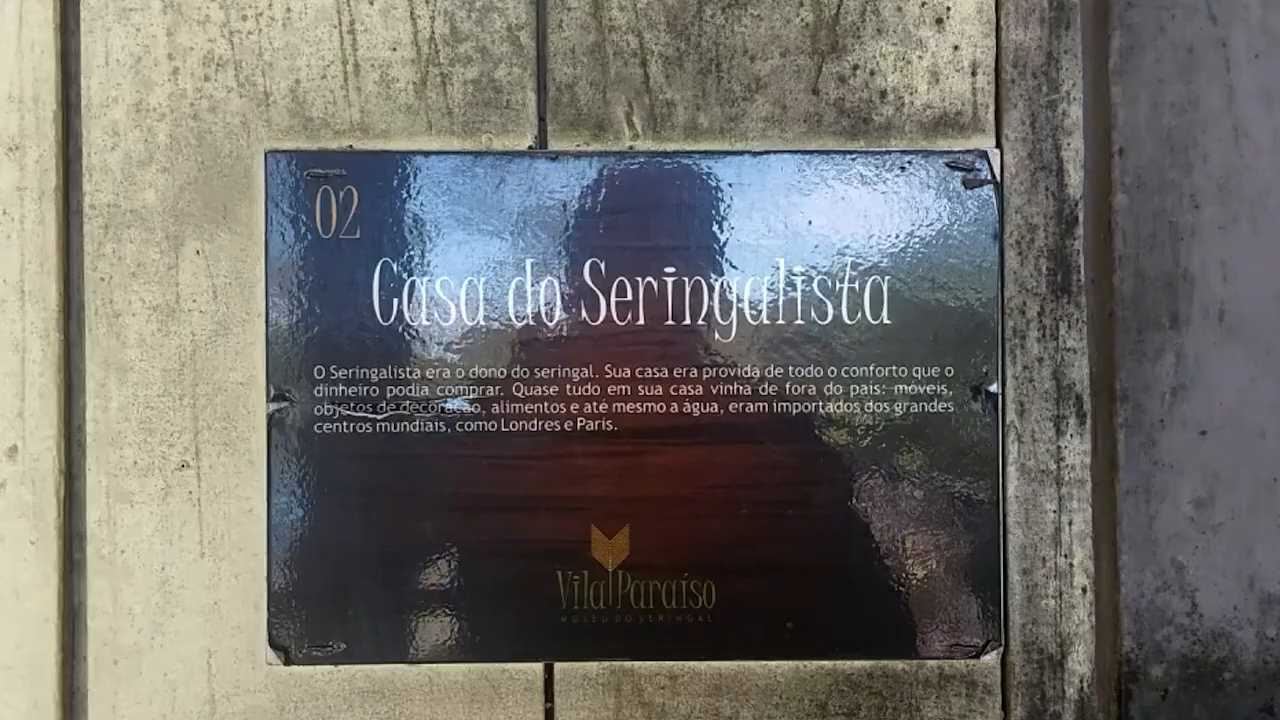 02
Casa do Seringalista
O Seringalista era o dono do seringal. Sua casa era provida de todo o conforto que o
dinheiro podia comprar. Quase tudo em sua casa vinha de fora do pais: móveis,
objetos de decoração, alimentos e até mesmo a água, eram importados dos grandes
centros mundiais, como Londres e Paris.
Vila Paraíso
MUSEU DO SERINGAL